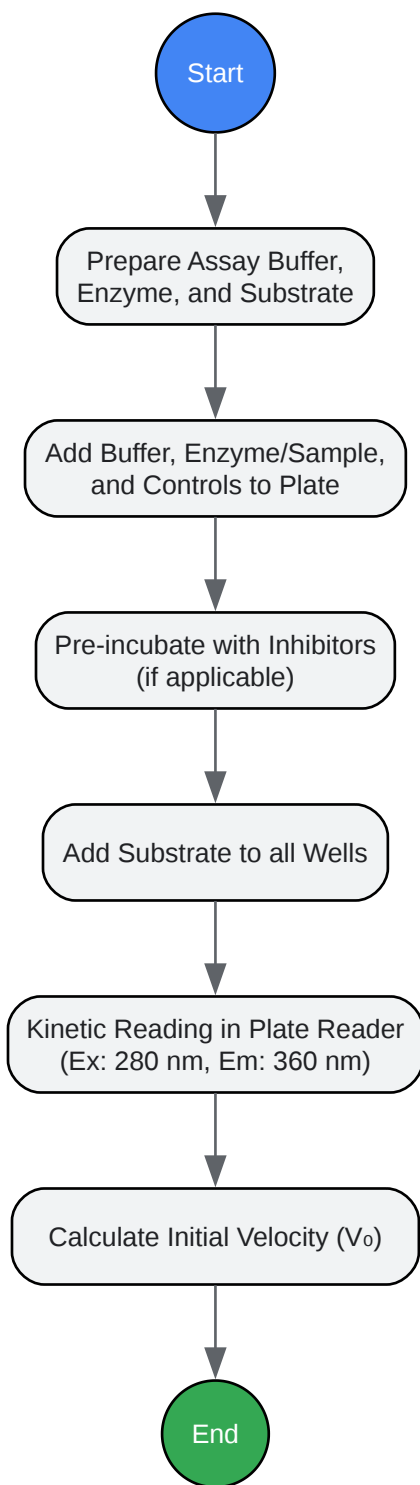 Start
Prepare Assay Buffer,
Enzyme, and Substrate
Add Buffer, Enzyme/Sample,
and Controls to Plate
Pre-incubate with Inhibitors
(if applicable)
Add Substrate to all Wells
Kinetic Reading in Plate Reader
(Ex: 280 nm, Em: 360 nm)
Calculate Initial Velocity (V₀)
End